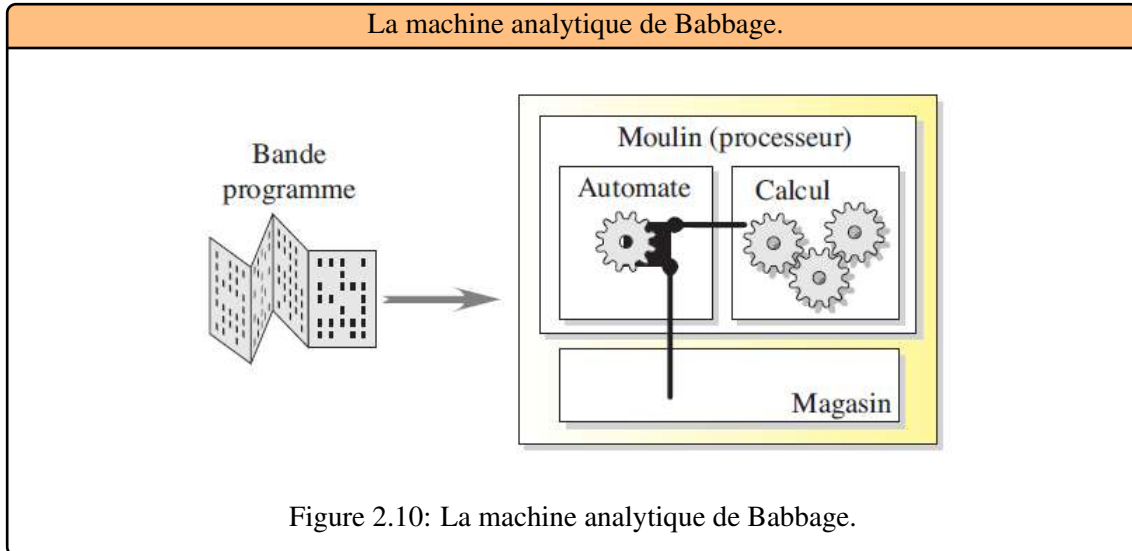 La machine analytique de Babbage.
Bande
programme
Moulin (processeur)
Automate
Calcul
Magasin
Figure 2.10: La machine analytique de Babbage.